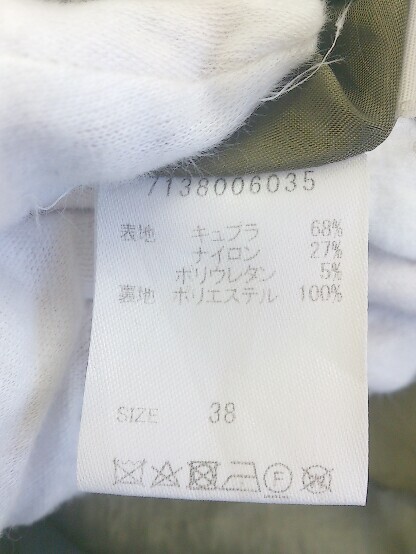 7138006035
表地 キュプラ 68%
ナイロン 27%
ポリウレタン 5%
裏地 ポリエステル 100%
SIZE 38
F
W